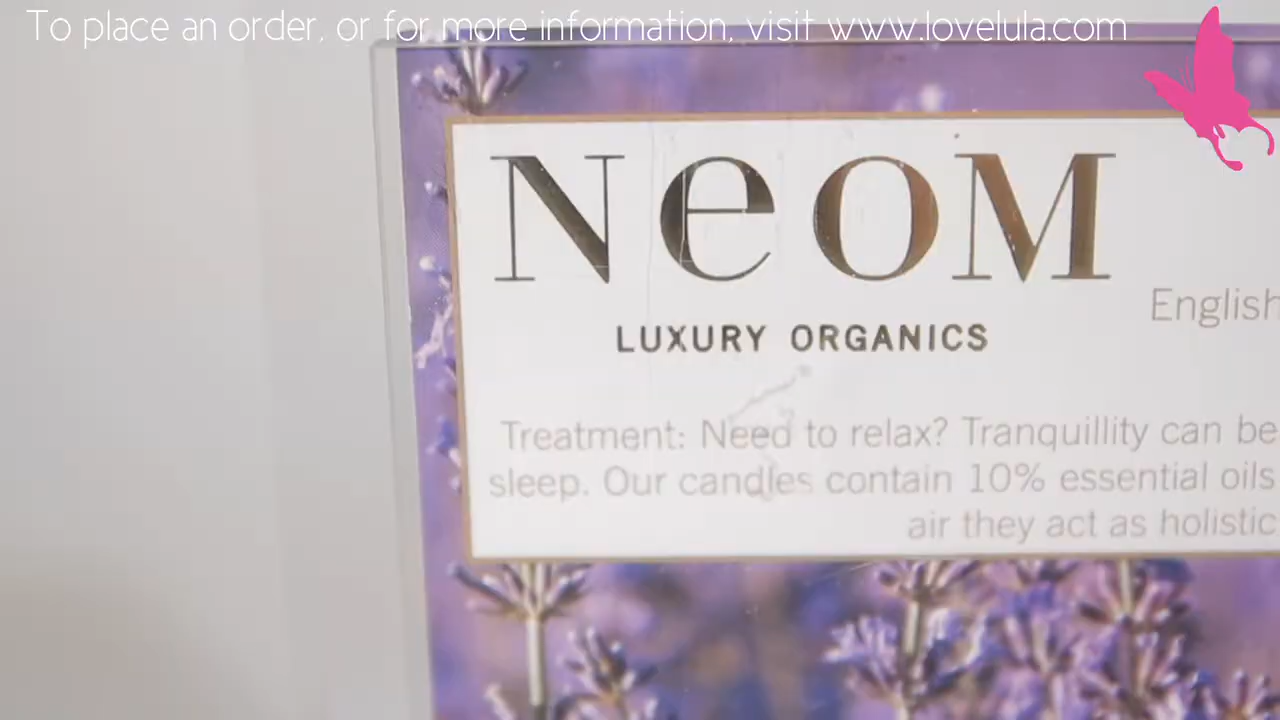 To place an order, or for more information, visit www.lovelula.com
NeoM
English
LUXURY ORGANICS
Treatment: Need to relax? Tranquillity can be
sleep. Our candles contain 10% essential oils
air they act as holistic